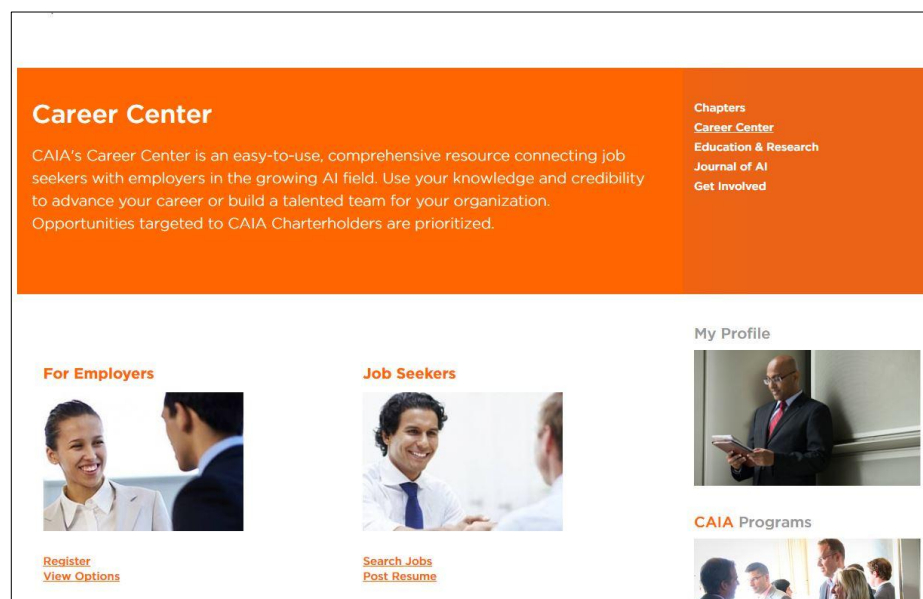 Career Center
CAIA's Career Center is an easy-to-use, comprehensive resource connecting job
seekers with employers in the growing AI field. Use your knowledge and credibility
to advance your career or build a talented team for your organization.
Opportunities targeted to CAIA Charterholders are prioritized.
Chapters
Career Center
Education & Research
Journal of AI
Get Involved
For Employers
Register
View Options
Job Seekers
Search Jobs
Post Resume
My Profile
CAIA Programs